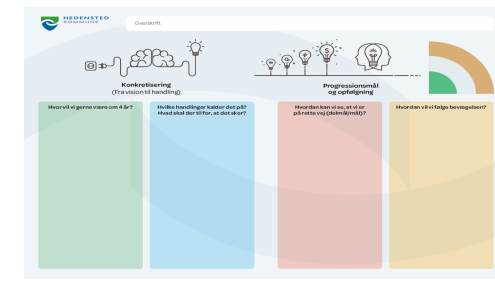 HEDENSTED
KOMMUNE
Overskrift
Konkretisering
(Fra vision til handling)
Progressionsmål
og opfølgning
Hvor vil vi gerne være om 4 år?
Hvilke handlinger kalder det på?
Hvad skal der til for, at det sker?
Hvordan kan vi se, at vi er
på rette vej (delmål/mål)?
Hvordan vil vi følge bevægelsen?